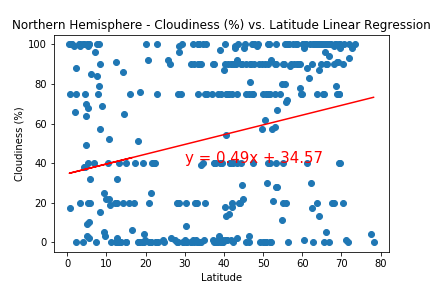 Northern Hemisphere - Cloudiness (%) vs. Latitude Linear Regression
100
80
60
40
20
0
Cloudiness (%)
y = 0.49x + 34.57
0 10 20 30 40 50 60 70 80
Latitude